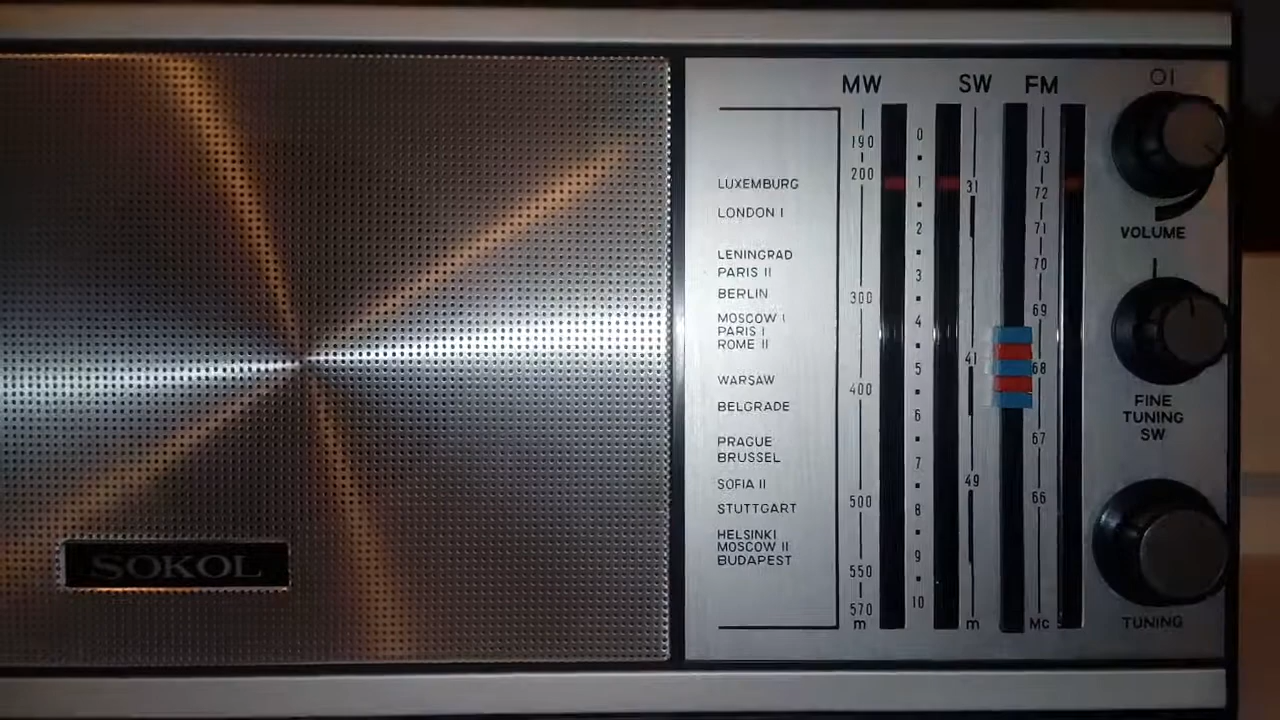 SOKOL
LUXEMBURG
LONDON I
LENINGRAD
PARIS II
BERLIN
MOSCOW I
PARIS I
ROME II
WARSAW
BELGRADE
PRAGUE
BRUSSEL
SOFIA II
STUTTGART
HELSINKI
MOSCOW II
BUDAPEST
MW
190
200
300
400
500
550
570
m
0
1
2
3
4
5
6
7
8
9
10
SW
31
41
49
m
FM
73
72
71
70
69
68
67
66
Mc
OI
VOLUME
FINE
TUNING
SW
TUNING